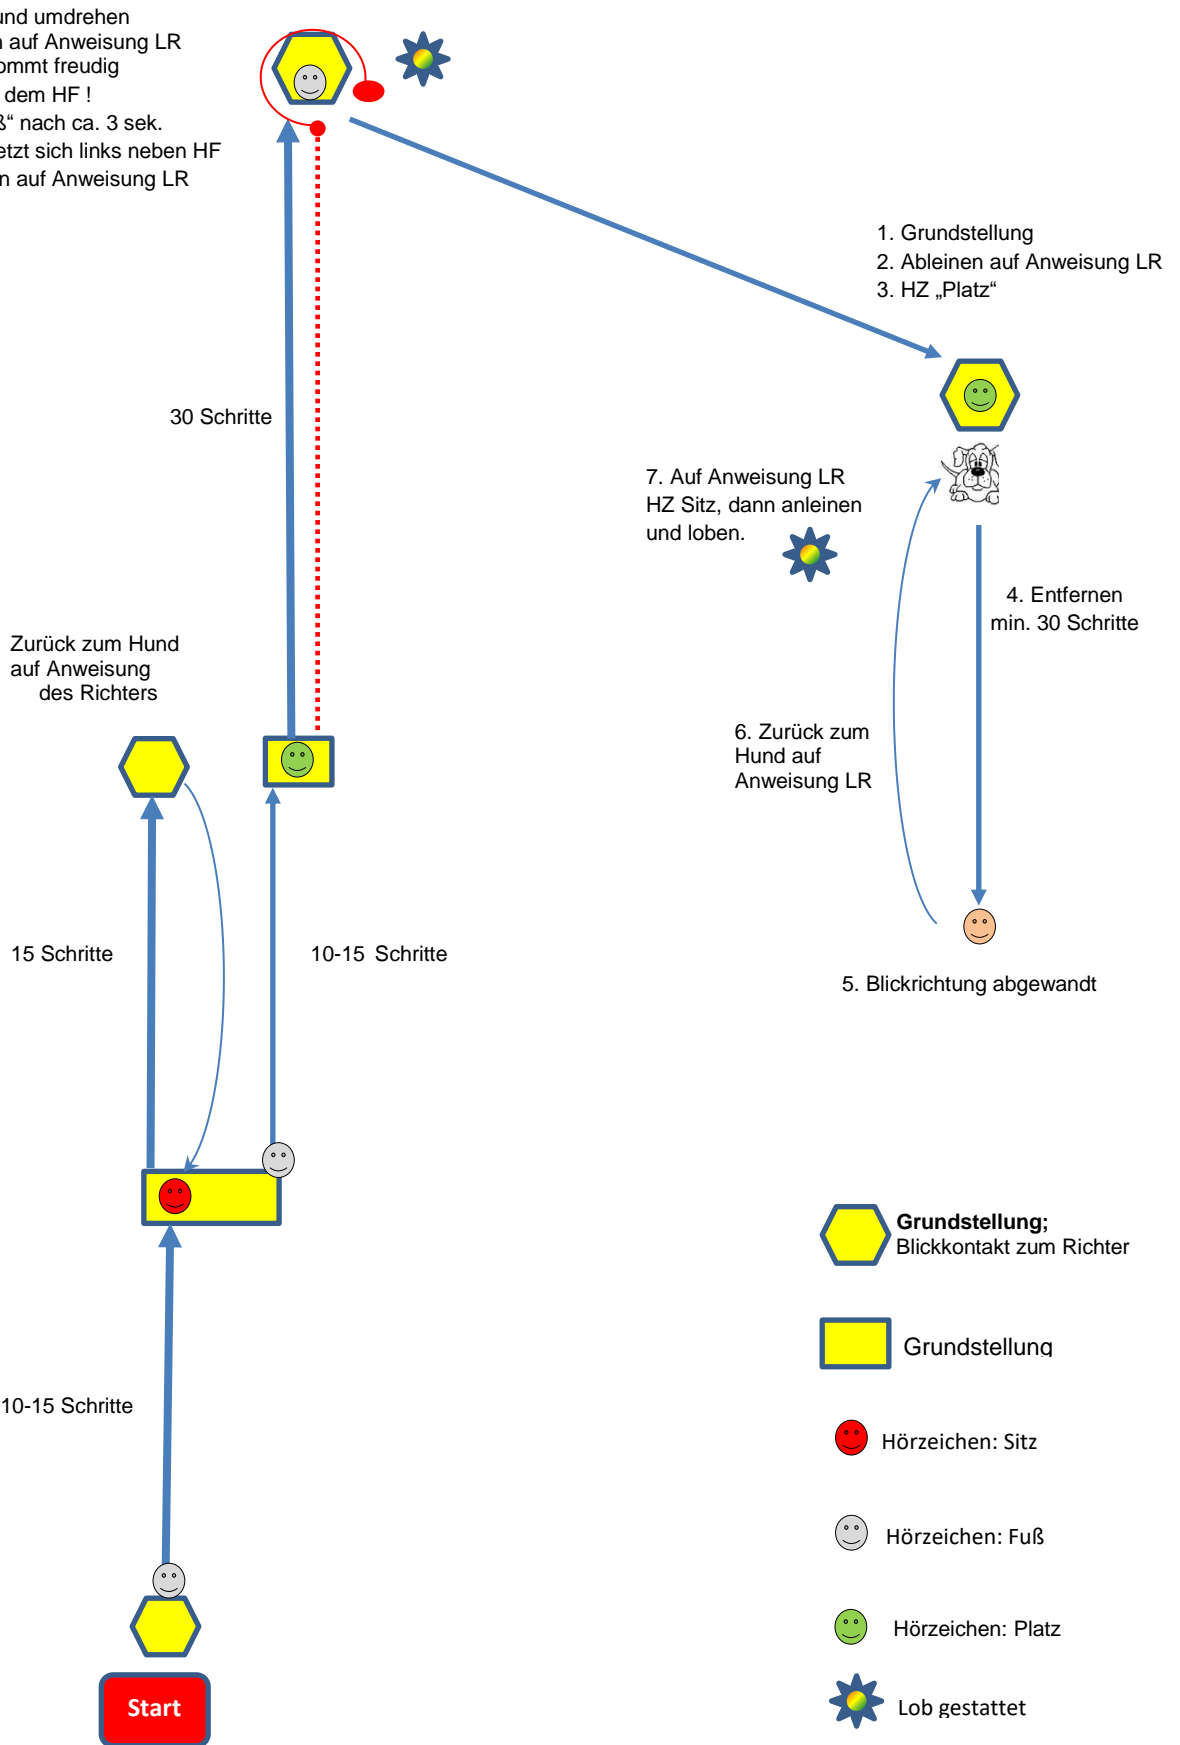 und umdrehen
auf Anweisung LR
freudig
dem HF !
nach ca. 3 sek.
sich links neben HF
auf Anweisung LR
1. Grundstellung
2. Ableinen auf Anweisung LR
3. HZ „Platz“
30 Schritte
7. Auf Anweisung LR
HZ Sitz, dann anleinen
und loben.
4. Entfernen
min. 30 Schritte
Zurück zum Hund
auf Anweisung
des Richters
6. Zurück zum
Hund auf
Anweisung LR
15 Schritte
10-15 Schritte
5. Blickrichtung abgewandt
Grundstellung;
Blickkontakt zum Richter
Grundstellung
10-15 Schritte
Hörzeichen: Sitz
Hörzeichen: Fuß
Hörzeichen: Platz
Start
Lob gestattet